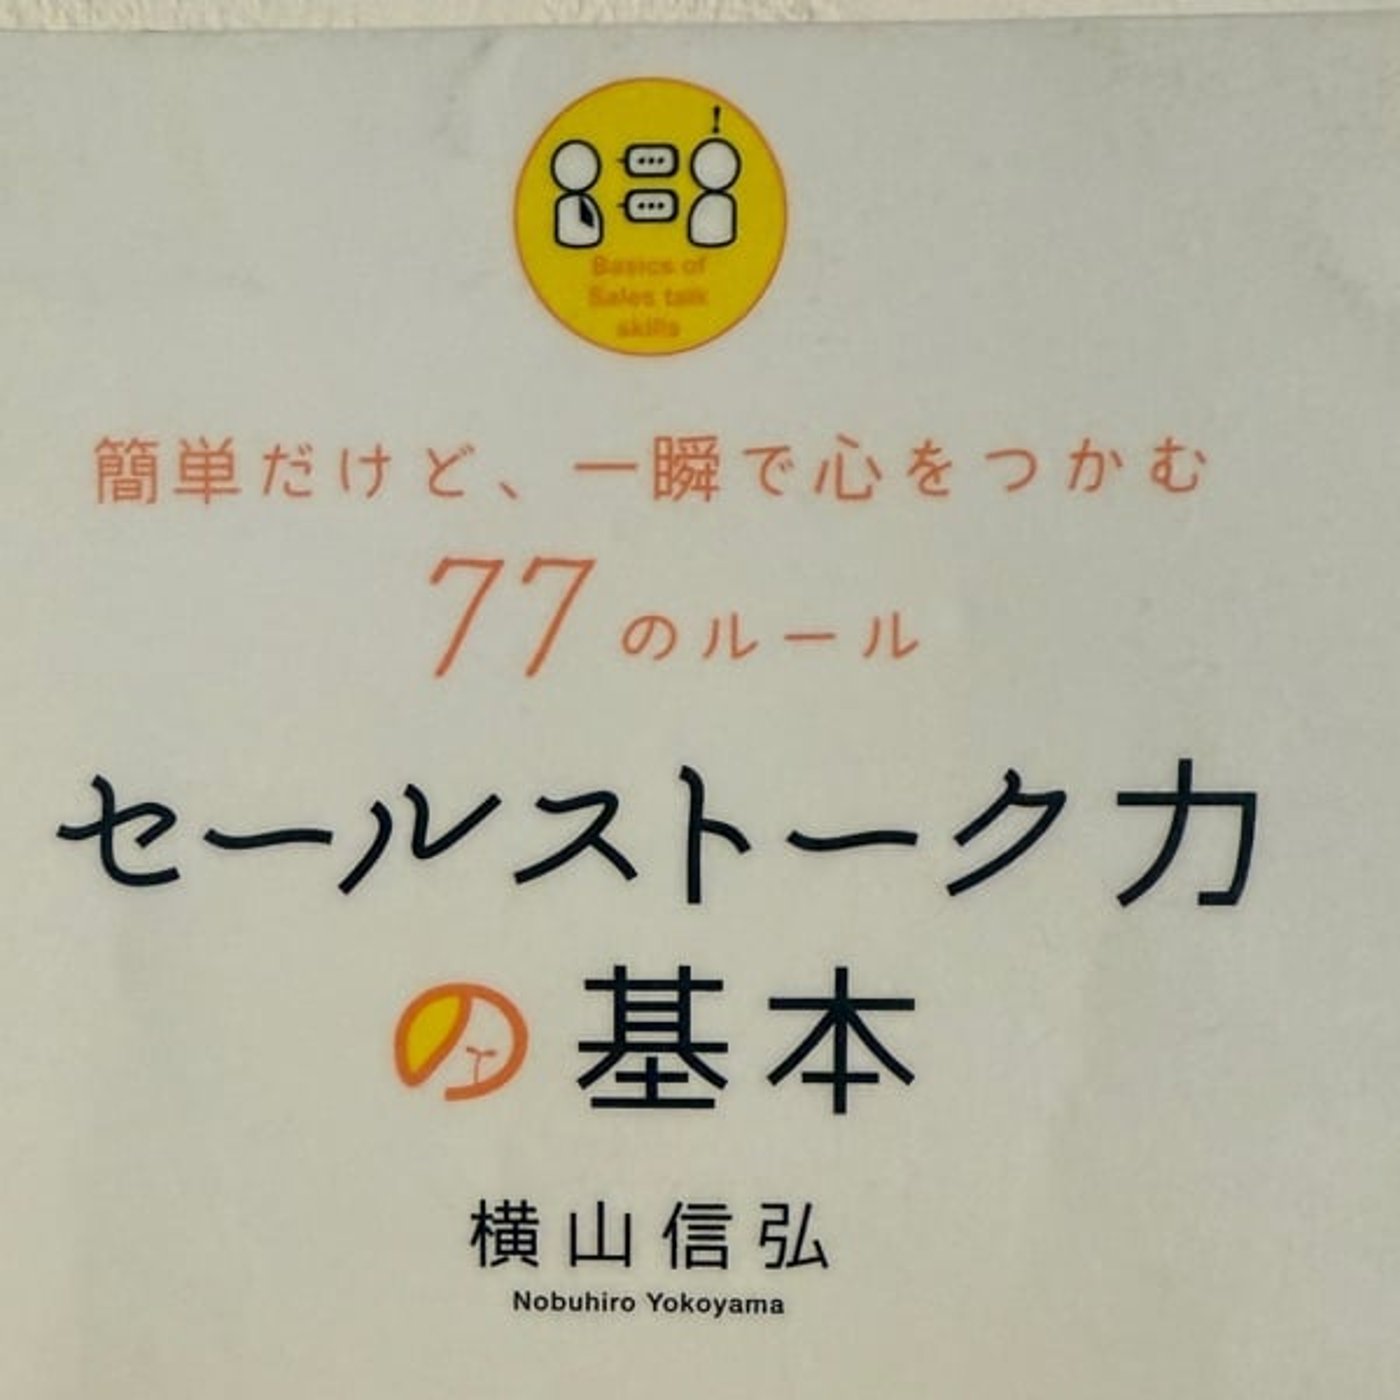 !
Basics of
Sales talk
skills
簡単だけど、一瞬で心をつかむ
77のルール
セールストーク力
の基本
横山信弘
Nobuhiro Yokoyama